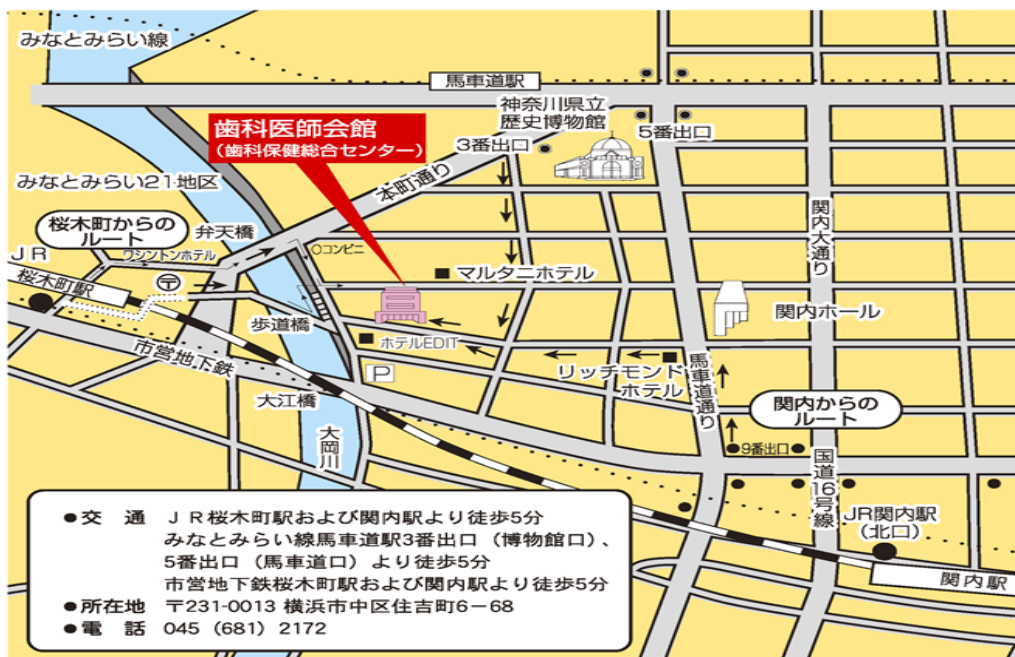 みなとみらい線
馬車道駅
神奈川県立
歴史博物館
3番出口
5番出口
歯科医師会館
(歯科保健総合センター)
みなとみらい21地区
本町通り
桜木町からの
ルート
弁天橋
ワシントンホテル
コンビニ
関内大通り
JR
桜木町駅
〒
マルタニホテル
歩道橋
関内ホール
ホテルEDIT
市営地下鉄
P
リッチモンド
ホテル
馬車道通り
大江橋
関内からの
ルート
大岡川
9番出口
国道16号線
JR関内駅
(北口)
関内駅
●交 通 JR桜木町駅および関内駅より徒歩5分
みなとみらい線馬車道駅3番出口(博物館口)、
5番出口(馬車道口)より徒歩5分
市営地下鉄桜木町駅および関内駅より徒歩5分
●所在地 〒231-0013 横浜市中区住吉町6-68
●電 話 045(681)2172